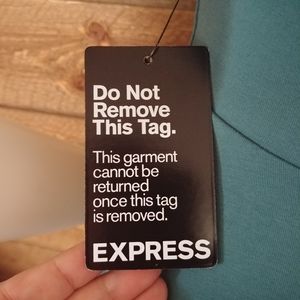 Do Not
Remove
This Tag.
This garment
cannot be
returned
once this tag
is removed.
EXPRESS